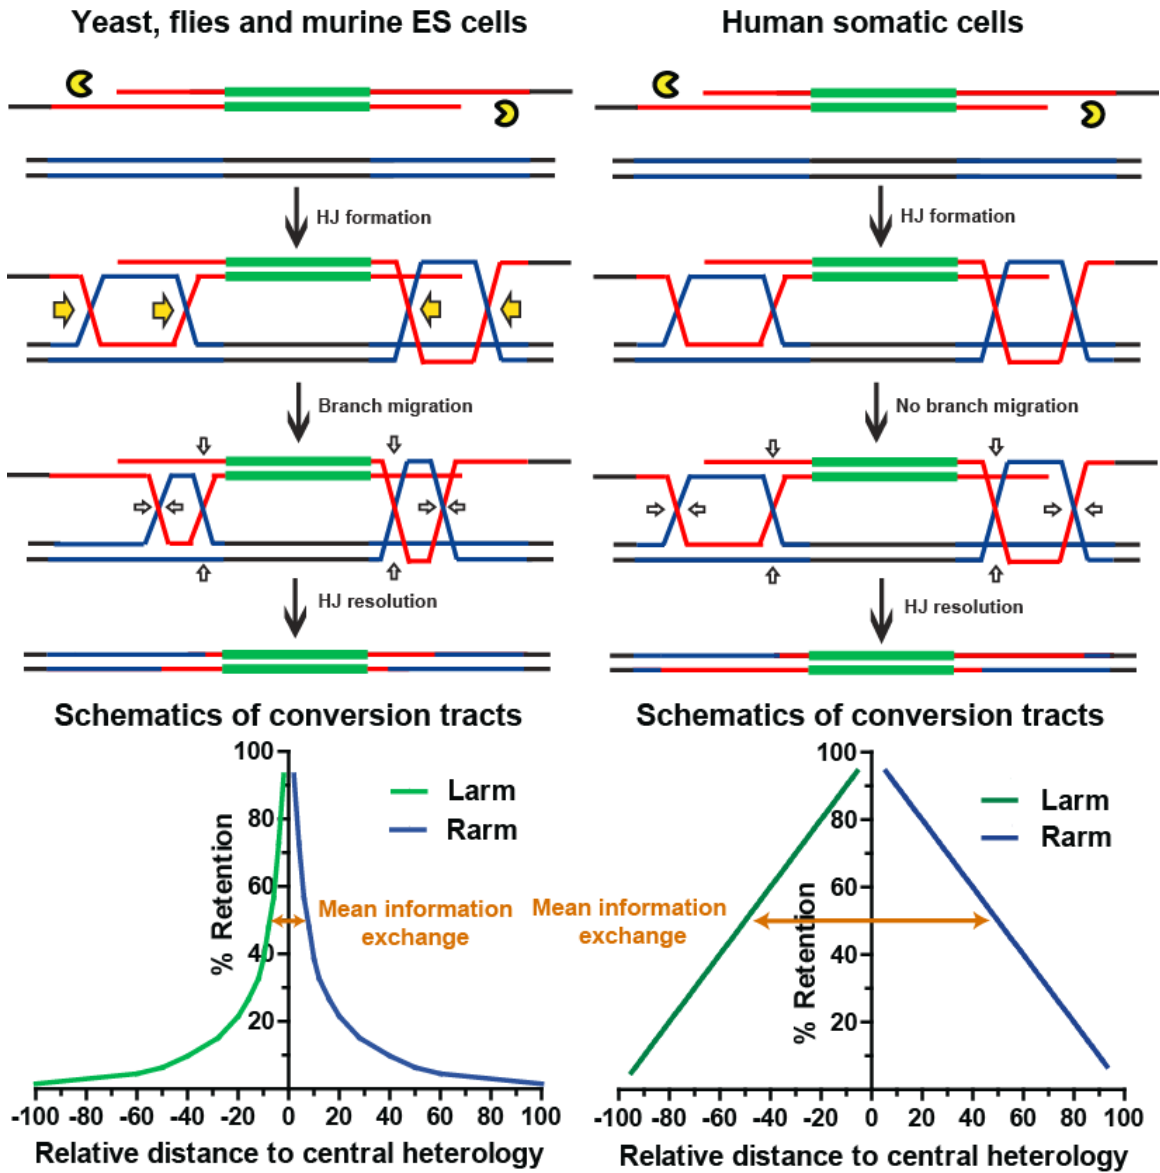 Yeast, flies and murine ES cells
HJ formation
Branch migration
HJ resolution
Schematics of conversion tracts
100
80
60
40
20
% Retention
Larm
Rarm
Mean information
exchange
-100 -80 -60 -40 -20 0 20 40 60 80 100
Relative distance to central heterology
Human somatic cells
HJ formation
No branch migration
HJ resolution
Schematics of conversion tracts
100
80
60
40
20
% Retention
Larm
Rarm
Mean information
exchange
-100 -80 -60 -40 -20 0 20 40 60 80 100
Relative distance to central heterology